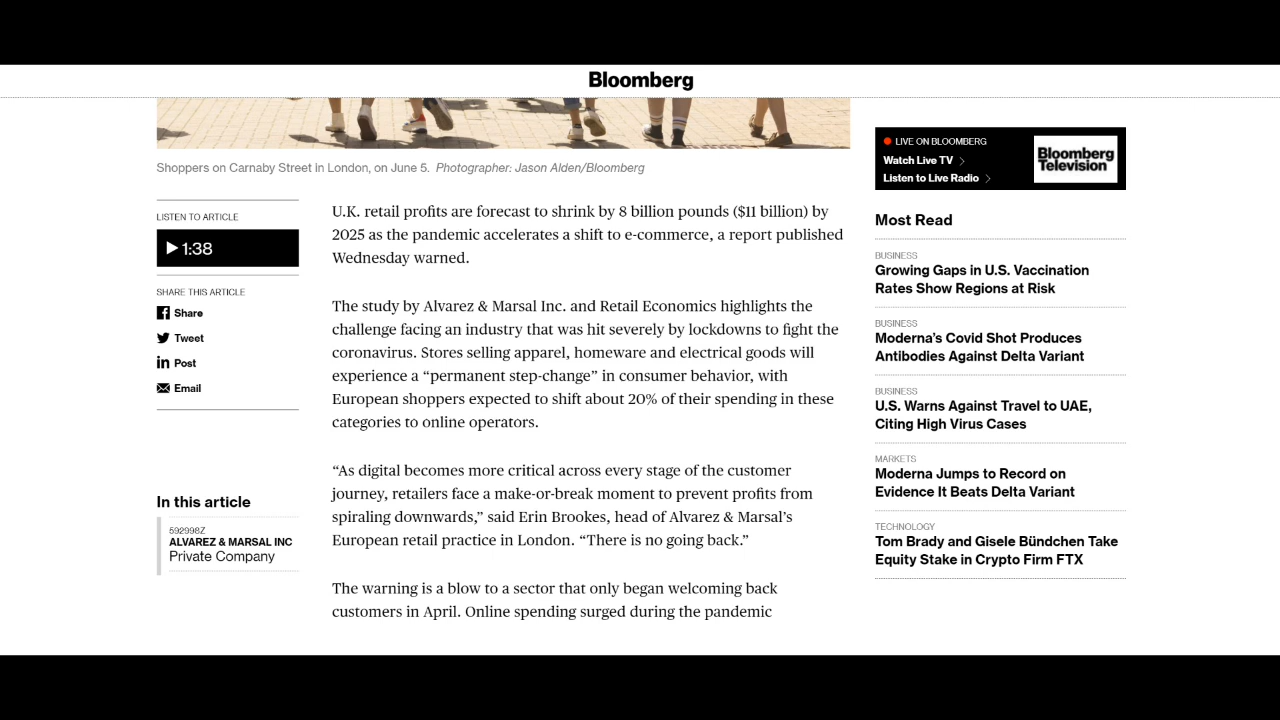 Bloomberg
Shoppers on Carnaby Street in London, on June 5. Photographer: Jason Alden/Bloomberg
LISTEN TO ARTICLE
1:38
SHARE THIS ARTICLE
Share
Tweet
Post
Email
In this article
592998Z
ALVAREZ & MARSAL INC
Private Company
U.K. retail profits are forecast to shrink by 8 billion pounds ($11 billion) by
2025 as the pandemic accelerates a shift to e-commerce, a report published
Wednesday warned.
The study by Alvarez & Marsal Inc. and Retail Economics highlights the
challenge facing an industry that was hit severely by lockdowns to fight the
coronavirus. Stores selling apparel, homeware and electrical goods will
experience a “permanent step-change” in consumer behavior, with
European shoppers expected to shift about 20% of their spending in these
categories to online operators.
“As digital becomes more critical across every stage of the customer
journey, retailers face a make-or-break moment to prevent profits from
spiraling downwards,” said Erin Brookes, head of Alvarez & Marsal’s
European retail practice in London. “There is no going back.”
The warning is a blow to a sector that only began welcoming back
customers in April. Online spending surged during the pandemic
LIVE ON BLOOMBERG
Watch Live TV
Listen to Live Radio
Bloomberg
Television
Most Read
BUSINESS
Growing Gaps in U.S. Vaccination
Rates Show Regions at Risk
BUSINESS
Moderna’s Covid Shot Produces
Antibodies Against Delta Variant
BUSINESS
U.S. Warns Against Travel to UAE,
Citing High Virus Cases
MARKETS
Moderna Jumps to Record on
Evidence It Beats Delta Variant
TECHNOLOGY
Tom Brady and Gisele Bündchen Take
Equity Stake in Crypto Firm FTX